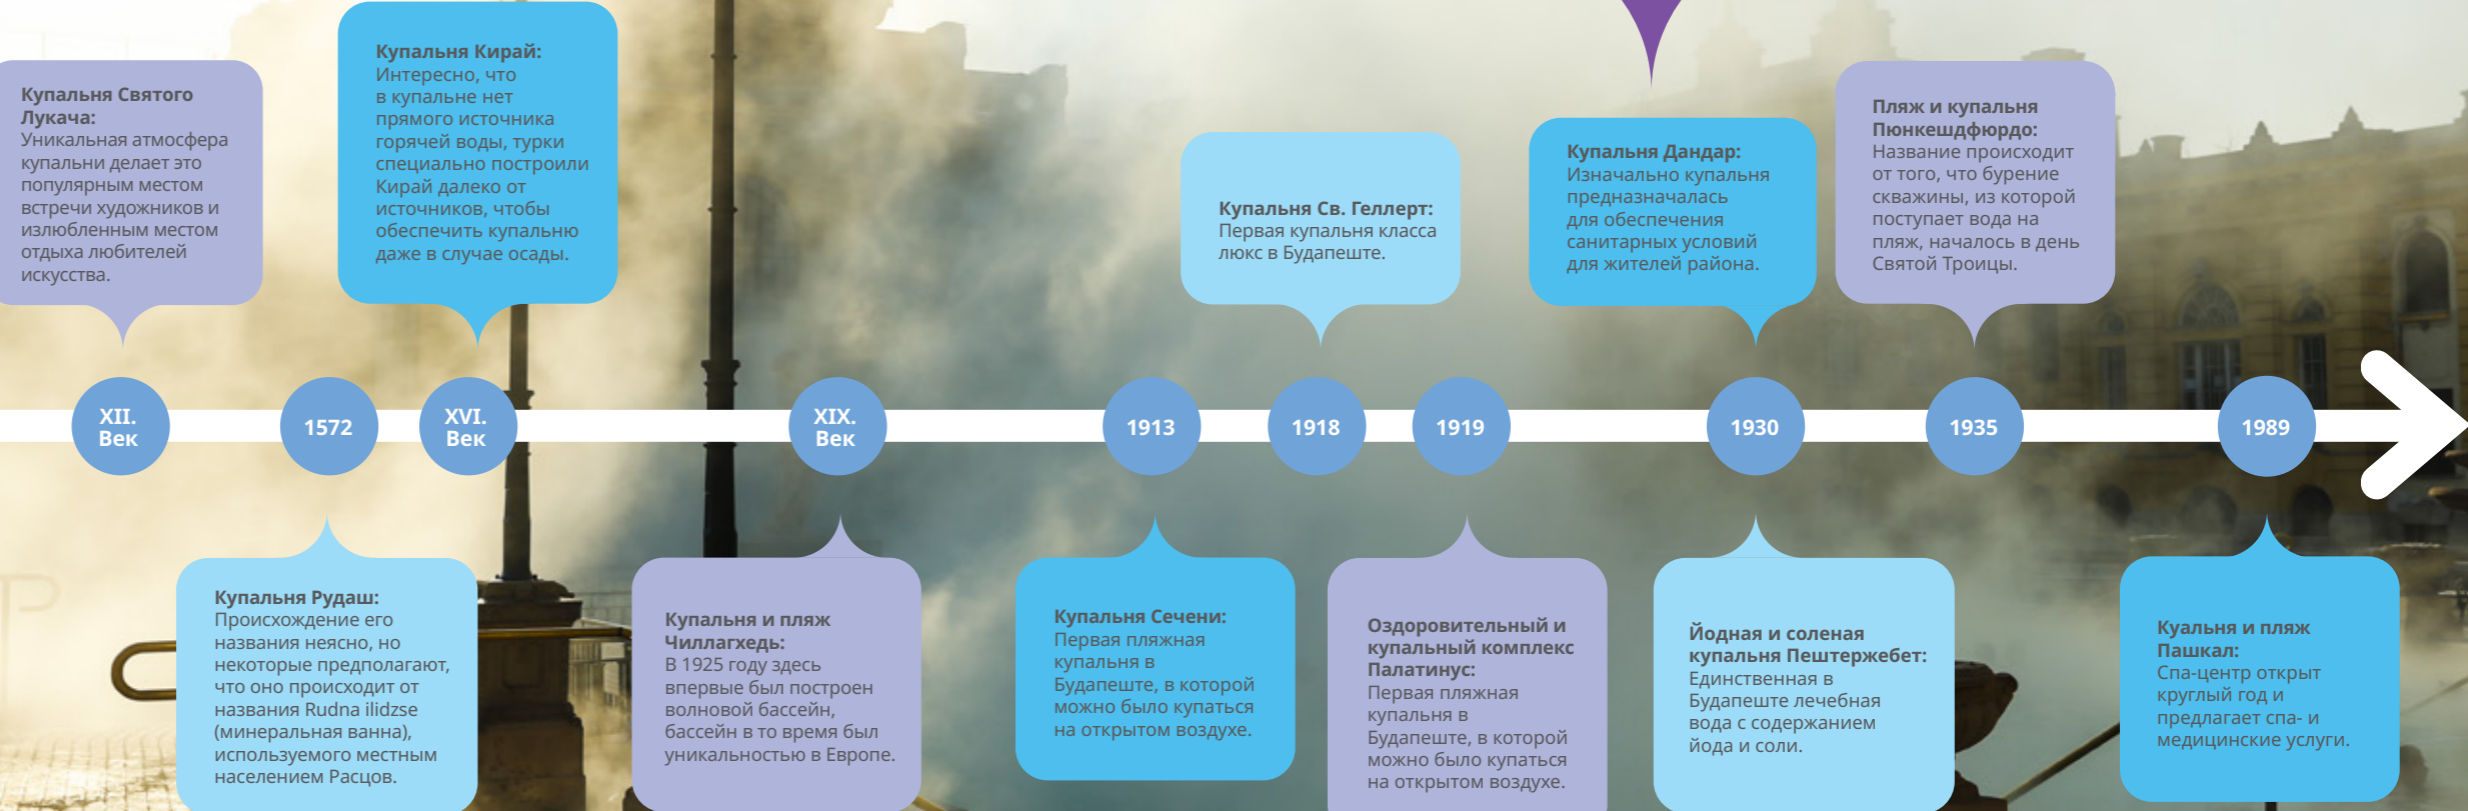 Купальня Святого
Лукача:
Уникальная атмосфера
купальни делает это
популярным местом
встречи художников и
излюбленным местом
отдыха любителей
искусства.
Купальня Кирай:
Интересно, что
в купальне нет
прямого источника
горячей воды, турки
специально построили
Кирай далеко от
источников, чтобы
обеспечить купальню
даже в случае осады.
Купальня Св. Геллерт:
Первая купальня класса
люкс в Будапеште.
Купальня Дандар:
Изначально купальня
предназначалась
для обеспечения
санитарных условий
для жителей района.
Пляж и купальня
Пюнкешдфюрдо:
Название происходит
от того, что бурение
скважины, из которой
поступает вода на
пляж, началось в день
Святой Троицы.
XII.
Век
1572
XVI.
Век
XIX.
Век
1913
1918
1919
1930
1935
1989
Купальня Рудаш:
Происхождение его
названия неясно, но
некоторые предполагают,
что оно происходит от
названия Rudna ilidzse
(минеральная ванна),
используемого местным
населением Расцов.
Купальня и пляж
Чиллагхедь:
В 1925 году здесь
впервые был построен
волновой бассейн,
бассейн в то время был
уникальностью в Европе.
Купальня Сечени:
Первая пляжная
купальня в
Будапеште, в которой
можно было купаться
на открытом воздухе.
Оздоровительный и
купальный комплекс
Палатинус:
Первая пляжная
купальня в
Будапеште, в которой
можно было купаться
на открытом воздухе.
Йодная и соленая
купальня Пештержебет:
Единственная в
Будапеште лечебная
вода с содержанием
йода и соли.
Куальня и пляж
Пашкал:
Спа-центр открыт
круглый год и
предлагает спа- и
медицинские услуги.